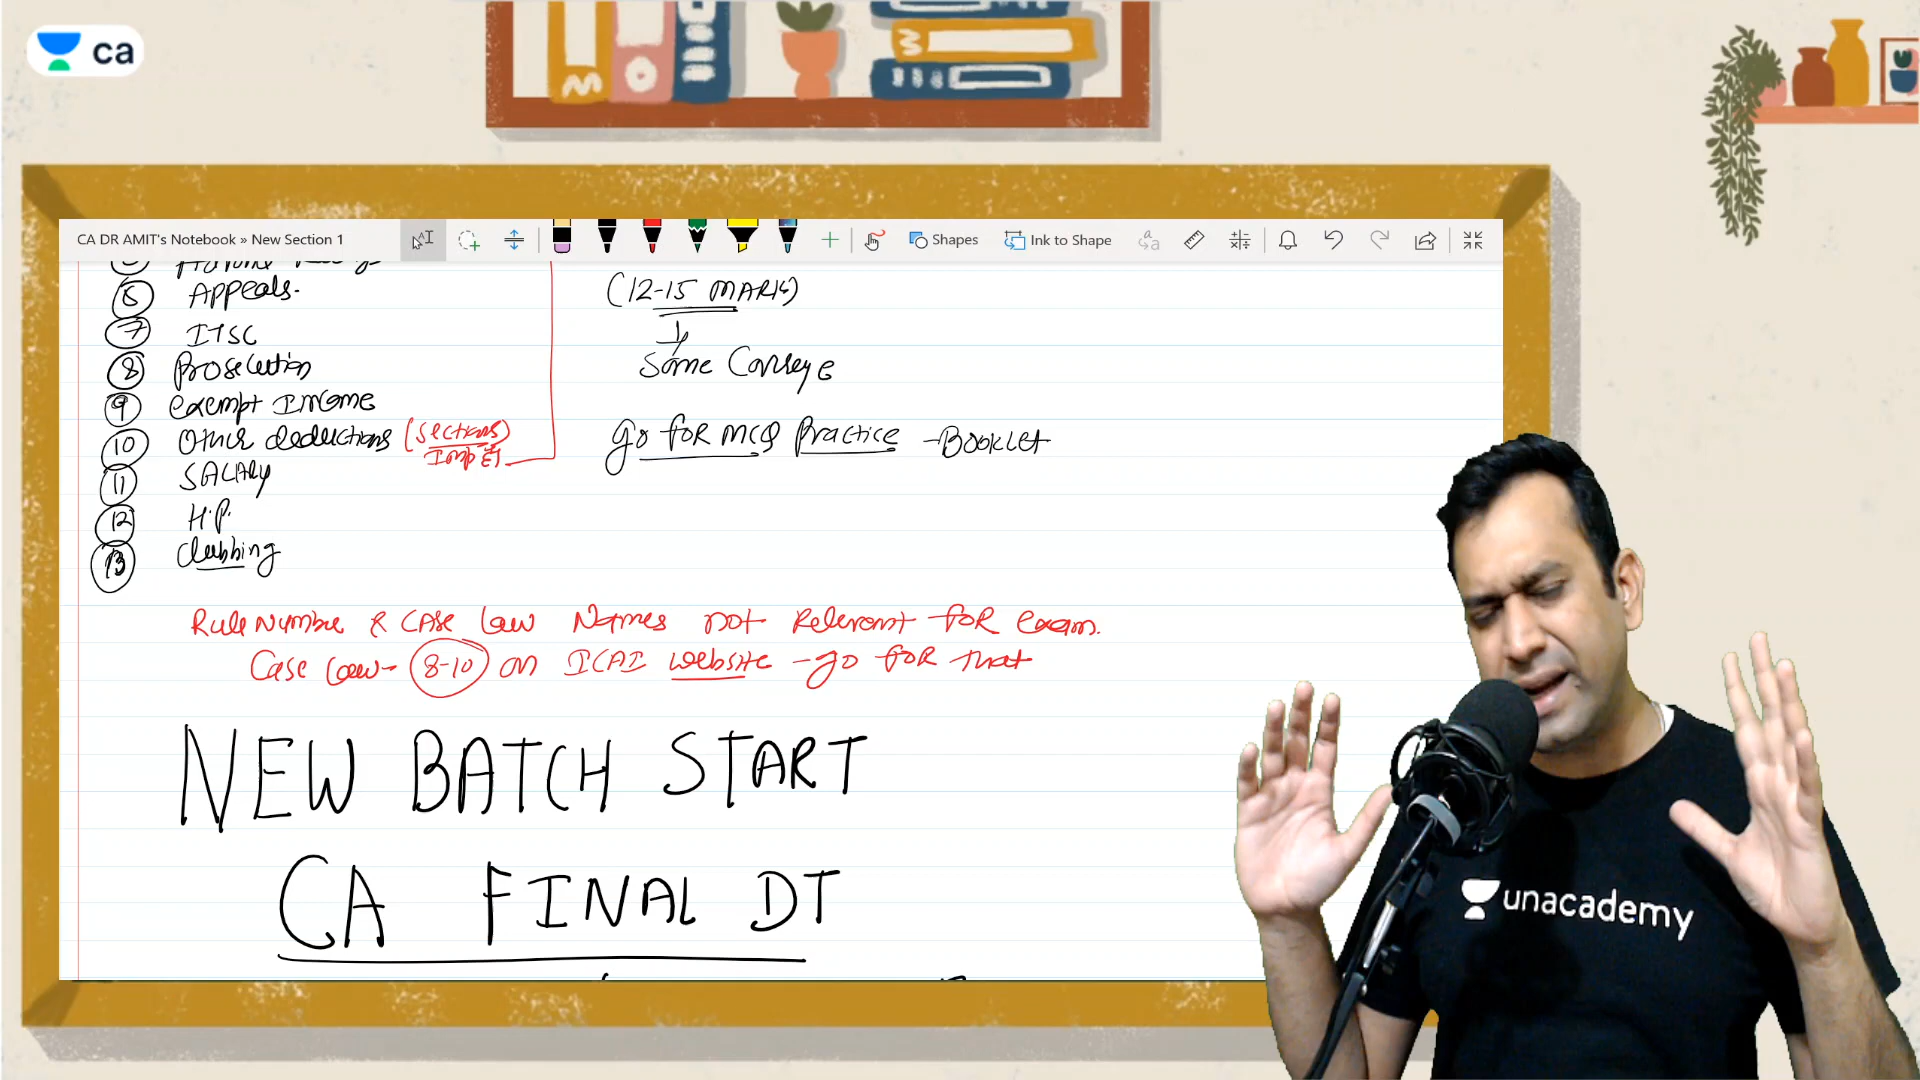 ca
CA DR AMIT's Notebook » New Section 1
Shapes
Ink to Shape
5 Appeals.
7 ITSC
8 Prosecution
9 exempt Income
10 Other deductions (Sections Imp Er
11 SALARY
12 H.P.
13 Clubbing
(12-15 MARKS)
Some
go for MCQ Practice - Booklet
Rule Number & CASE law Names not Relevant for exam.
Case law - 8-10 on ICAI website - go for that
NEW BATCH START
CA FINAL DT
unacademy